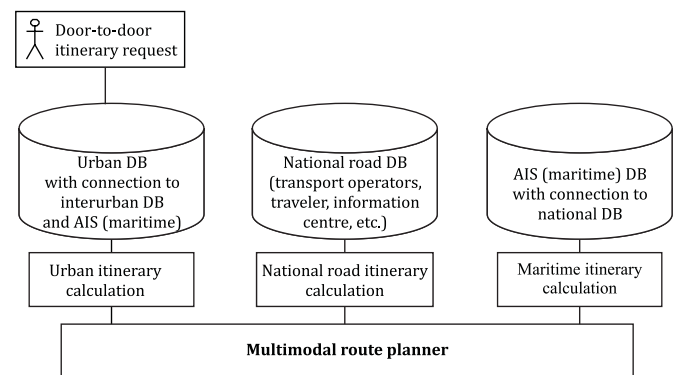 Door-to-door
itinerary request
Urban DB
with connection to
interurban DB
and AIS (maritime)
National road DB
(transport operators,
traveler, information
centre, etc.)
AIS (maritime) DB
with connection to
national DB
Urban itinerary
calculation
National road itinerary
calculation
Maritime itinerary
calculation
Multimodal route planner